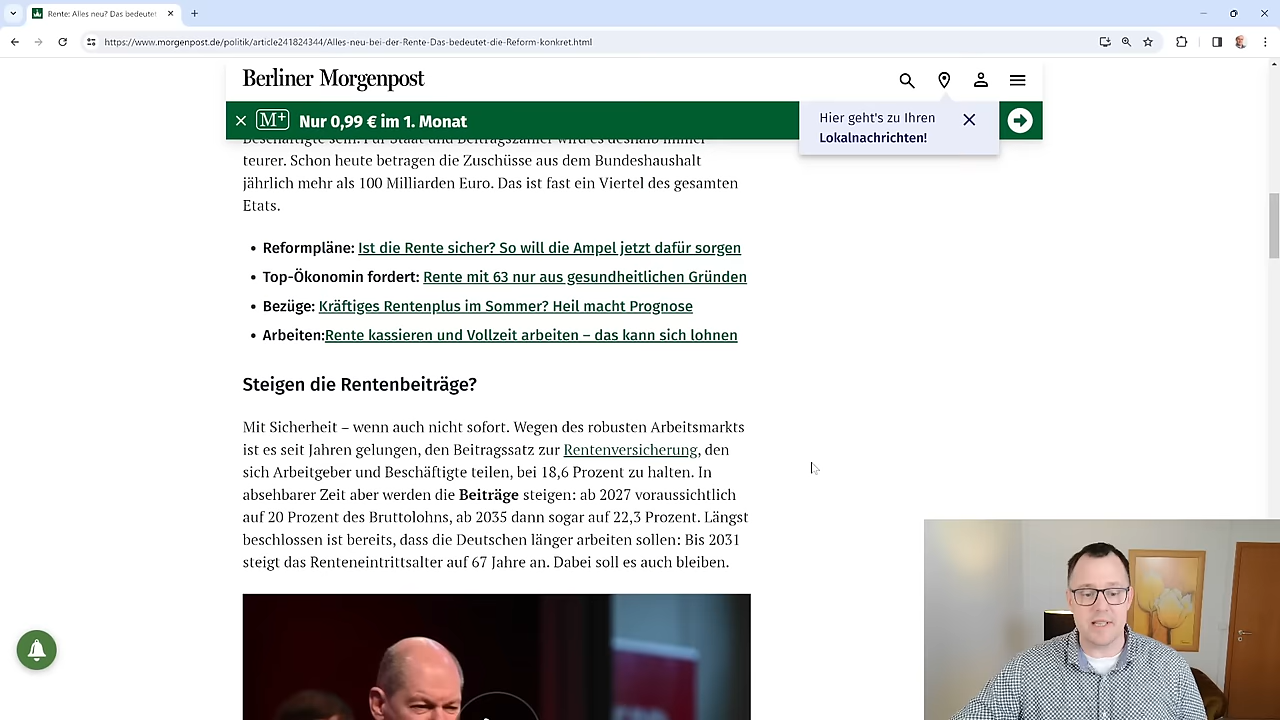 Rente: Alles neu? Das bedeutet
https://www.morgenpost.de/politik/article241824344/Alles-neu-bei-der-Rente-Das-bedeutet-die-Reform-konkret.html
Berliner Morgenpost
M+ Nur 0,99 € im 1. Monat
Hier geht's zu Ihren
Lokalnachrichten!
Beschäftigte sein. Für Staat und Beitragszahler wird es deshalb immer
teurer. Schon heute betragen die Zuschüsse aus dem Bundeshaushalt
jährlich mehr als 100 Milliarden Euro. Das ist fast ein Viertel des gesamten
Etats.
• Reformpläne: Ist die Rente sicher? So will die Ampel jetzt dafür sorgen
• Top-Ökonomin fordert: Rente mit 63 nur aus gesundheitlichen Gründen
• Bezüge: Kräftiges Rentenplus im Sommer? Heil macht Prognose
• Arbeiten:Rente kassieren und Vollzeit arbeiten – das kann sich lohnen
Steigen die Rentenbeiträge?
Mit Sicherheit – wenn auch nicht sofort. Wegen des robusten Arbeitsmarkts
ist es seit Jahren gelungen, den Beitragssatz zur Rentenversicherung, den
sich Arbeitgeber und Beschäftigte teilen, bei 18,6 Prozent zu halten. In
absehbarer Zeit aber werden die Beiträge steigen: ab 2027 voraussichtlich
auf 20 Prozent des Bruttolohns, ab 2035 dann sogar auf 22,3 Prozent. Längst
beschlossen ist bereits, dass die Deutschen länger arbeiten sollen: Bis 2031
steigt das Renteneintrittsalter auf 67 Jahre an. Dabei soll es auch bleiben.